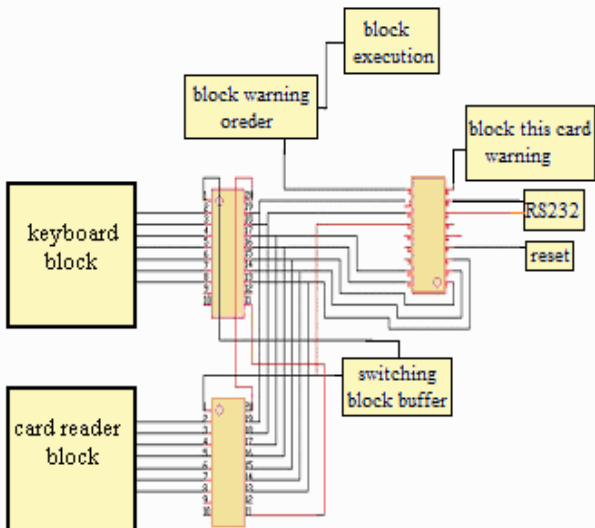 block
execution
block warning
oreder
block this card
warning
RS232
keyboard
block
reset
switching
block buffer
card reader
block